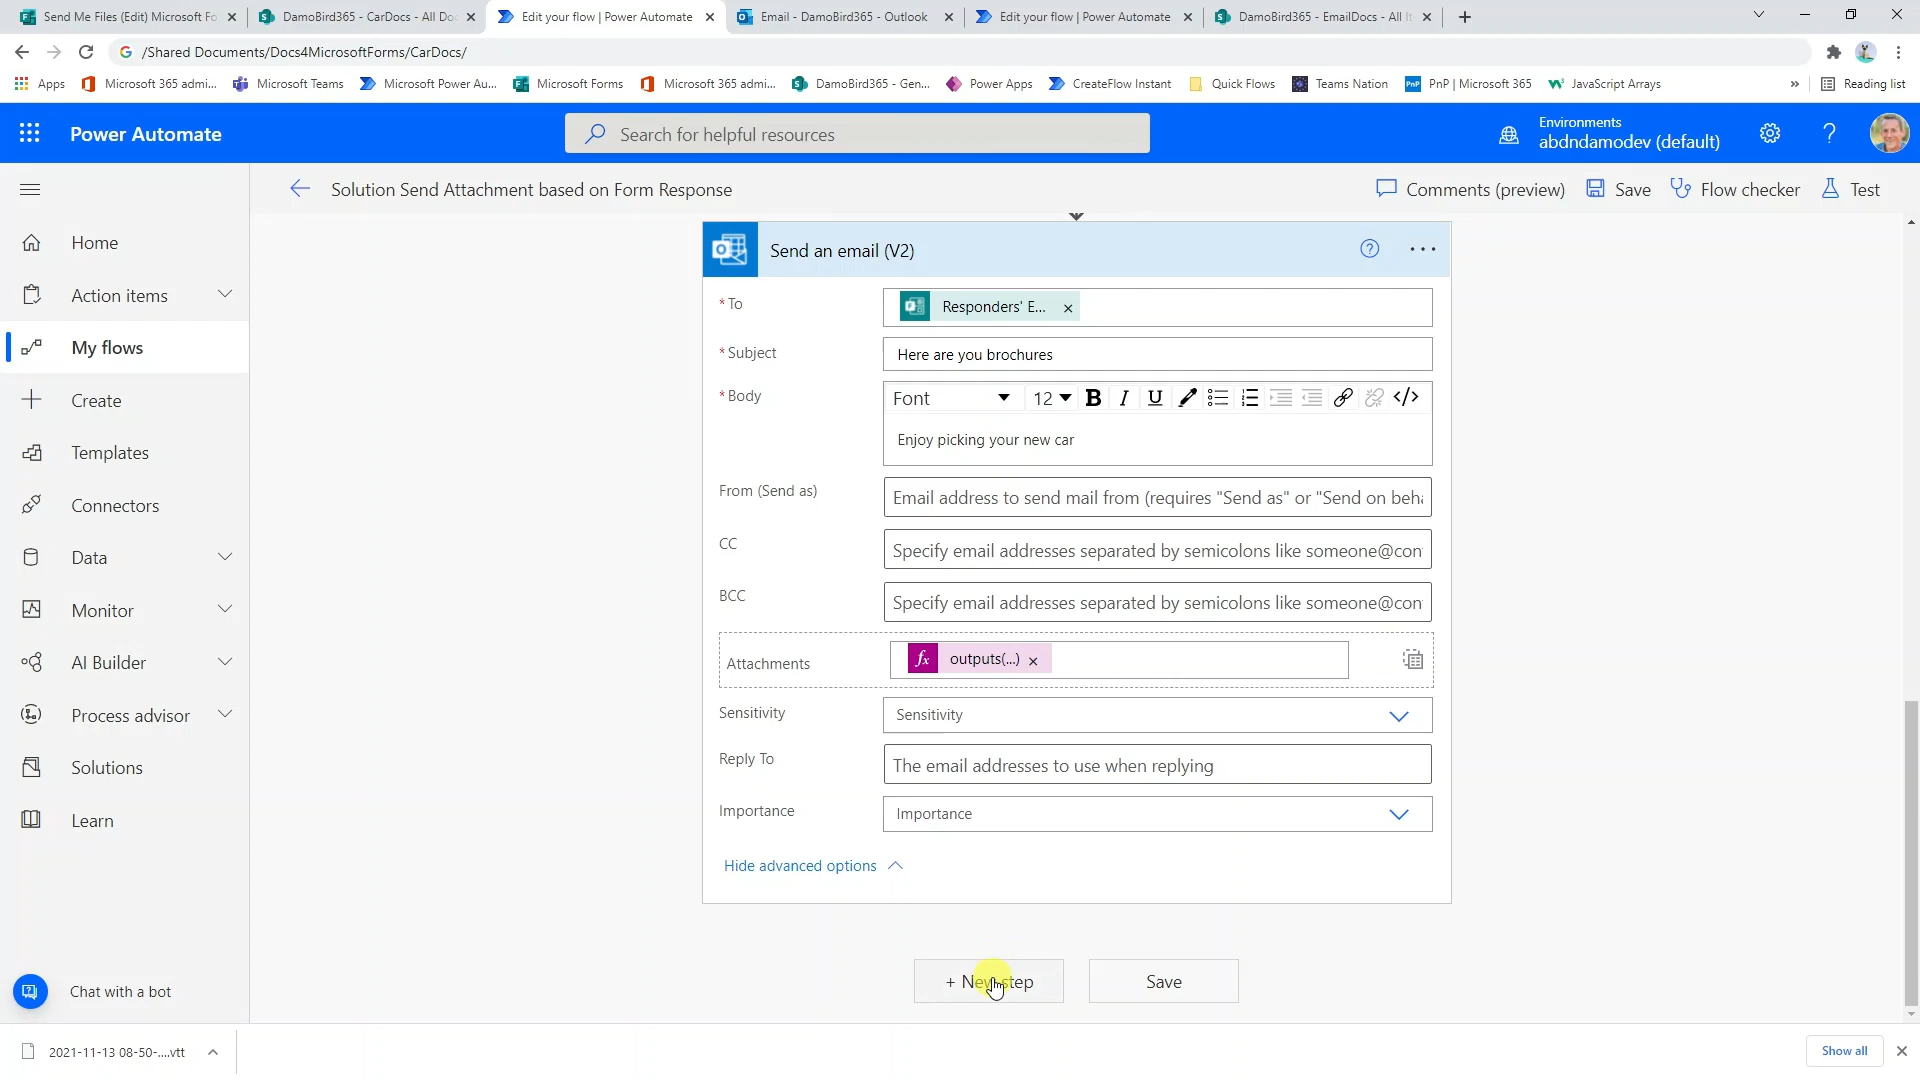 Send Me Files (Edit) Microsoft Fo
DamoBird365 - CarDocs - All Doc
Edit your flow | Power Automate
Email - DamoBird365 - Outlook
Edit your flow | Power Automate
DamoBird365 - EmailDocs - All It
/Shared Documents/Docs4MicrosoftForms/CarDocs/
Apps
Microsoft 365 admi...
Microsoft Teams
Microsoft Power Au...
Microsoft Forms
Microsoft 365 admi...
DamoBird365 - Gen...
Power Apps
CreateFlow Instant
Quick Flows
Teams Nation
PnP | Microsoft 365
JavaScript Arrays
»
Reading list
Power Automate
Search for helpful resources
Environments
abdndamodev (default)
Solution Send Attachment based on Form Response
Comments (preview)
Save
Flow checker
Test
Home
Action items
My flows
Create
Templates
Connectors
Data
Monitor
AI Builder
Process advisor
Solutions
Learn
Chat with a bot
Send an email (V2)
* To
Responders' E...
* Subject
Here are you brochures
* Body
Font
12
B I U
</>
Enjoy picking your new car
From (Send as)
Email address to send mail from (requires "Send as" or "Send on beha
CC
Specify email addresses separated by semicolons like someone@con
BCC
Specify email addresses separated by semicolons like someone@con
Attachments
fx
outputs(...)
Sensitivity
Sensitivity
Reply To
The email addresses to use when replying
Importance
Importance
Hide advanced options
+ New step
Save
2021-11-13 08-50-....vtt
Show all